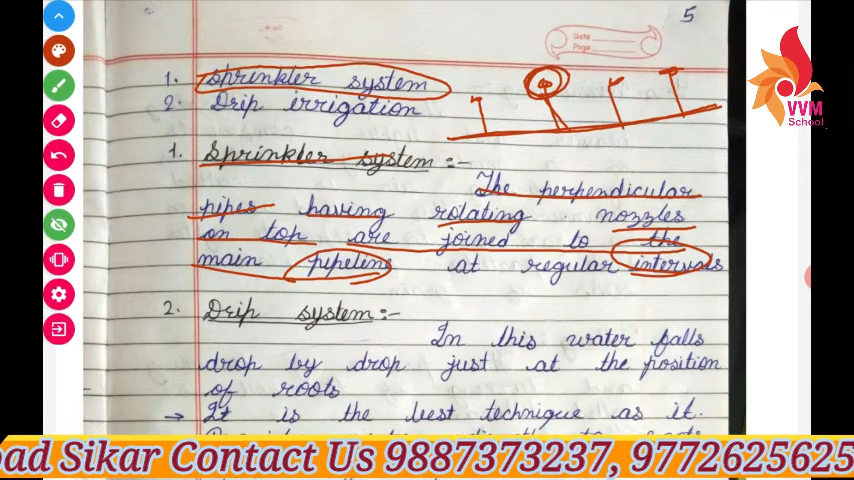 5
Date
Page
VVM
School
1. Sprinkler system
2. Drip irrigation
1. Sprinkler system :-
The perpendicular
pipes having rotating nozzles
on top are joined to the
main pipeline at regular intervals
2. Drip system :-
In this water falls
drop by drop just at the position
of roots
→ It is the best technique as it.
oad Sikar Contact Us 9887373237, 9772625625